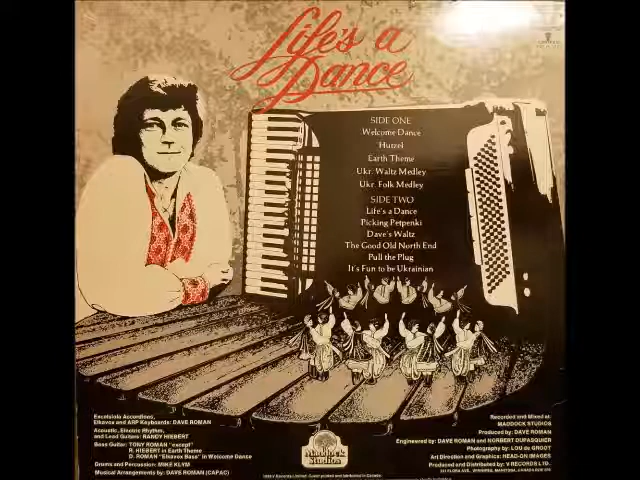 Life's a
Dance
SIDE ONE
Welcome Dance
Hutzel
Earth Theme
Ukr. Waltz Medley
Ukr. Folk Medley
SIDE TWO
Life's a Dance
Picking Petpenki
Dave's Waltz
The Good Old North End
Pull the Plug
It's Fun to be Ukrainian
Excelsiola Accordions,
Elkavox and ARP Keyboards: DAVE ROMAN
Acoustic, Electric Rhythm,
and Lead Guitars: RANDY HIEBERT
Bass Guitar: TONY ROMAN "except"
R. HIEBERT in Earth Theme
D. ROMAN "Elkavox Bass" in Welcome Dance
Drums and Percussion: MIKE KLYM
Musical Arrangements by: DAVE ROMAN (CAPAC)
Maddock
Studios
Recorded and Mixed at:
MADDOCK STUDIOS
Produced by: DAVE ROMAN
Engineered by: DAVE ROMAN and NORBERT DUPASQUIER
Photography by: LOU de GROOT
Art Direction and Graphics: HEAD-ON IMAGES
Produced and Distributed by: V RECORDS LTD.